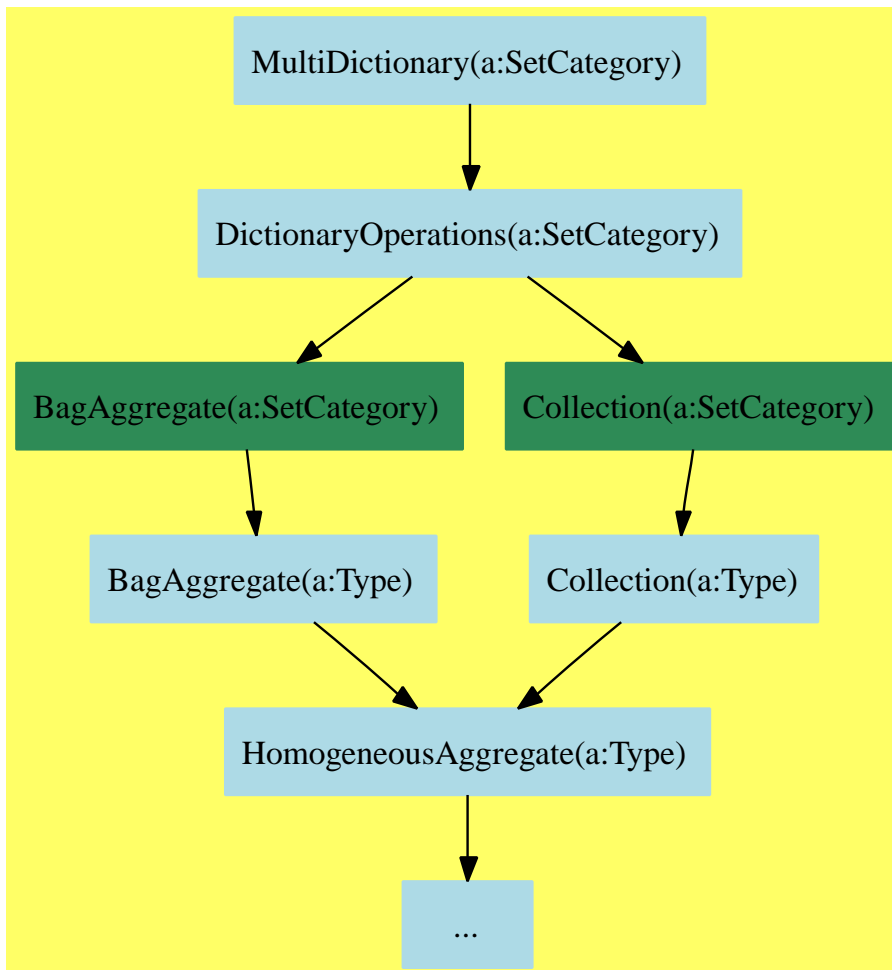 MultiDictionary(a:SetCategory)
DictionaryOperations(a:SetCategory)
BagAggregate(a:SetCategory)
Collection(a:SetCategory)
BagAggregate(a:Type)
Collection(a:Type)
HomogeneousAggregate(a:Type)
...